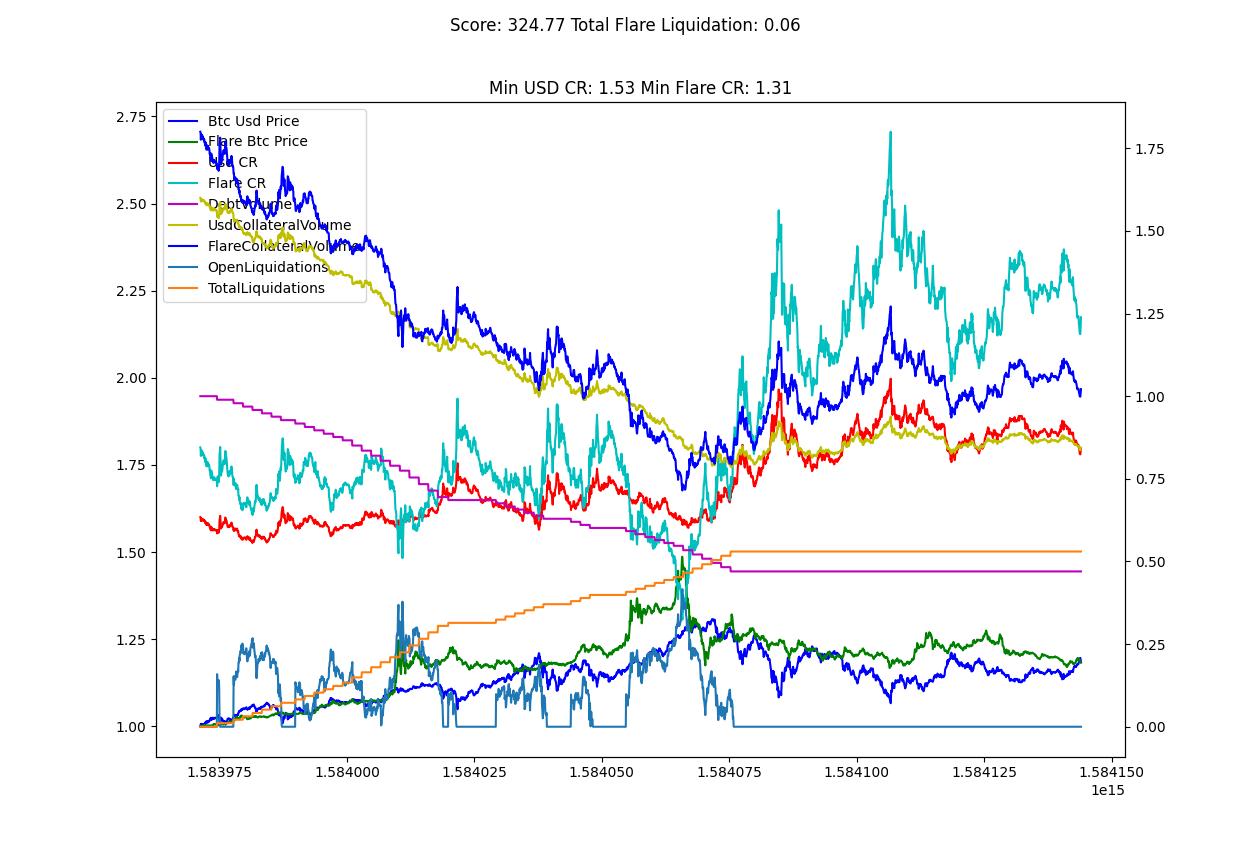 Score: 324.77 Total Flare Liquidation: 0.06
Min USD CR: 1.53 Min Flare CR: 1.31
Btc Usd Price
Flare Btc Price
Usd CR
Flare CR
DebtVolume
UsdCollateralVolume
FlareCollateralVolume
OpenLiquidations
TotalLiquidations
2.75
2.50
2.25
2.00
1.75
1.50
1.25
1.00
1.75
1.50
1.25
1.00
0.75
0.50
0.25
0.00
1.583975 1.584000 1.584025 1.584050 1.584075 1.584100 1.584125 1.584150
1e15